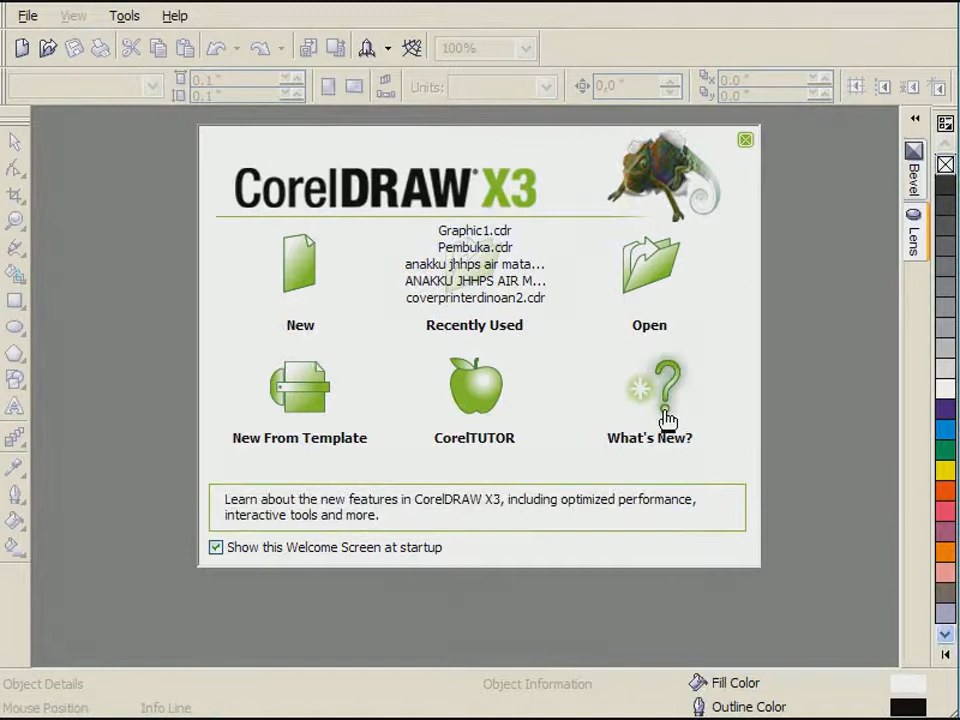 File View Tools Help
100%
0.1 " Units: 0,0 " 0.0 "
0.1 " 0.0 "
CorelDRAW X3
Graphic1.cdr
Pembuka.cdr
anakku jhhps air mata...
ANAKKU JHHPS AIR M...
coverprinterdinoan2.cdr
New Recently Used Open
New From Template CorelTUTOR What's New?
Learn about the new features in CorelDRAW X3, including optimized performance,
interactive tools and more.
Show this Welcome Screen at startup
Bevel
Lens
Object Details Object Information Fill Color
Mouse Position Info Line Outline Color